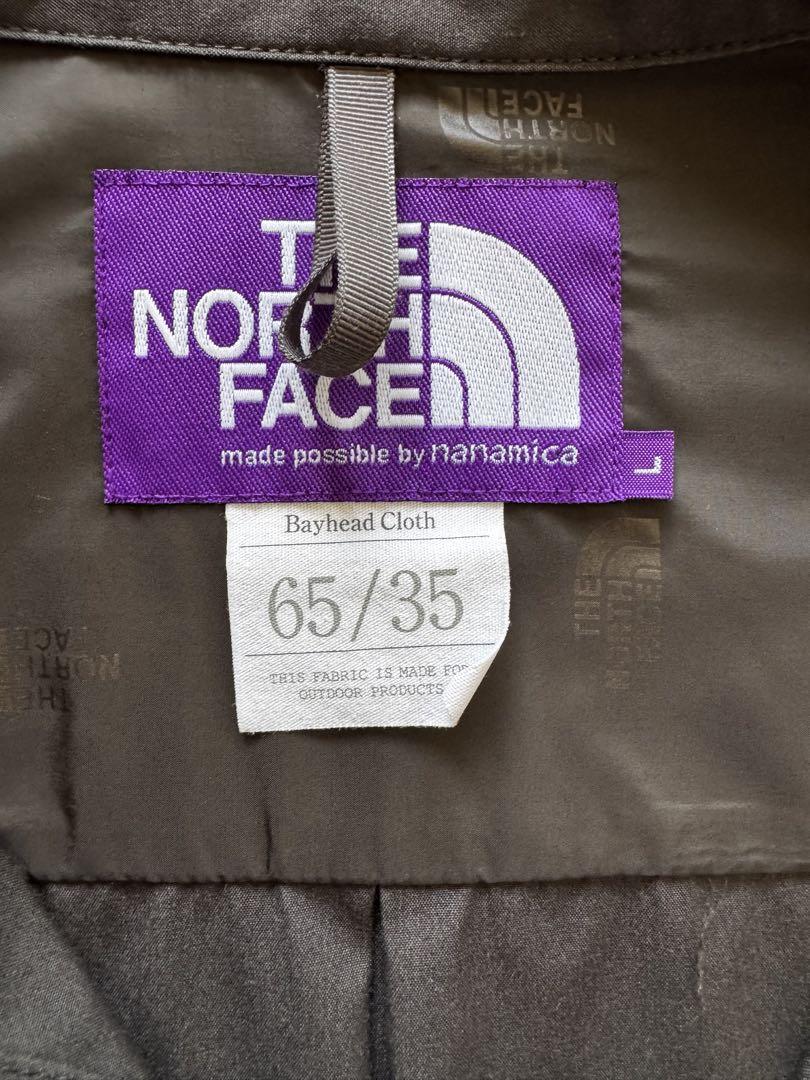 THE
NORTH
FACE
THE
NORTH
FACE
made possible by nanamica
L
Bayhead Cloth
65/35
THIS FABRIC IS MADE FOR
OUTDOOR PRODUCTS
THE
NORTH
FACE
THE
NORTH
FACE